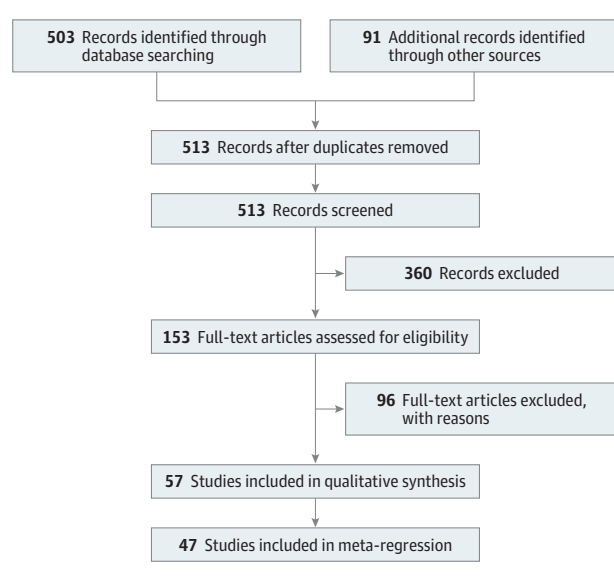 503 Records identified through
database searching
91 Additional records identified
through other sources
513 Records after duplicates removed
513 Records screened
360 Records excluded
153 Full-text articles assessed for eligibility
96 Full-text articles excluded,
with reasons
57 Studies included in qualitative synthesis
47 Studies included in meta-regression